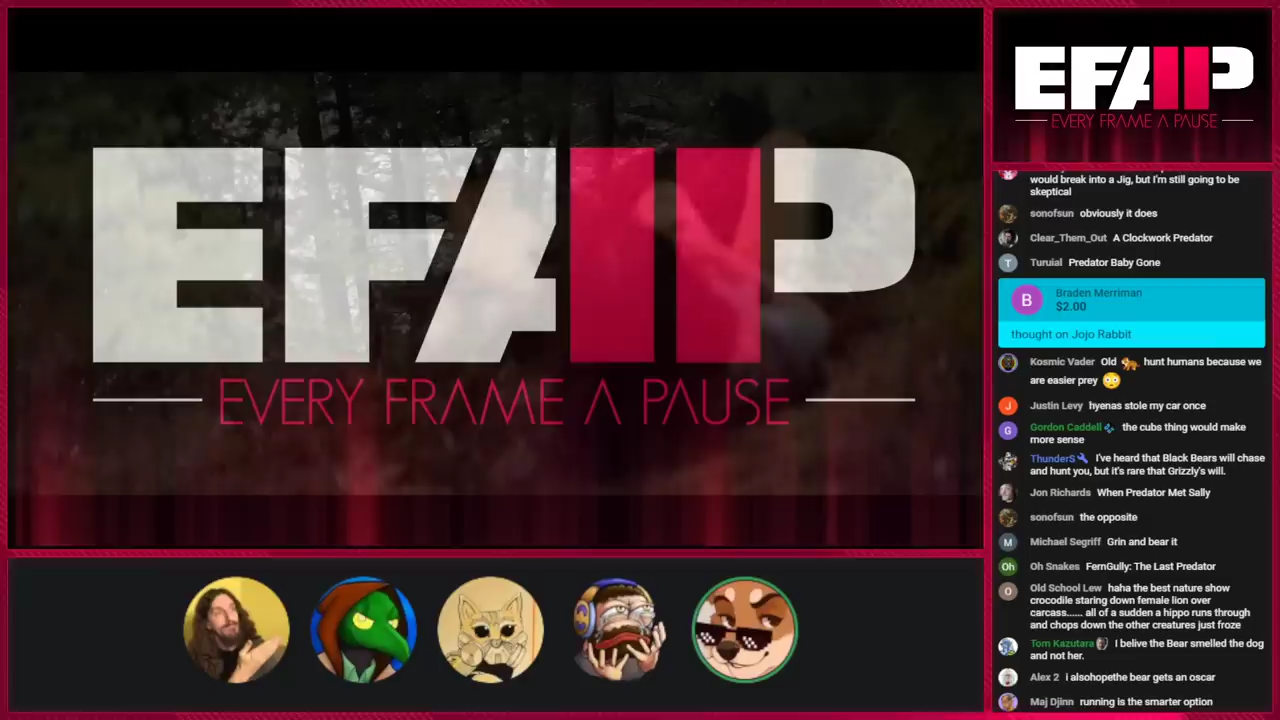 EFAP
EVERY FRAME A PAUSE
EFAP
EVERY FRAME A PAUSE
would break into a Jig, but I'm still going to be
skeptical
sonofsun obviously it does
Clear_Them_Out A Clockwork Predator
T Turuial Predator Baby Gone
B Braden Merriman
$2.00
thought on Jojo Rabbit
Kosmic Vader Old 🐅 hunt humans because we
are easier prey 😳
J Justin Levy hyenas stole my car once
G Gordon Caddell the cubs thing would make
more sense
ThunderS I've heard that Black Bears will chase
and hunt you, but it's rare that Grizzly's will.
Jon Richards When Predator Met Sally
sonofsun the opposite
M Michael Segriff Grin and bear it
Oh Oh Snakes FernGully: The Last Predator
O Old School Lew haha the best nature show
crocodile staring down female lion over
carcass...... all of a sudden a hippo runs through
and chops down the other creatures just froze
Tom Kazutara I belive the Bear smelled the dog
and not her.
Alex 2 i alsohopethe bear gets an oscar
Maj Djinn running is the smarter option